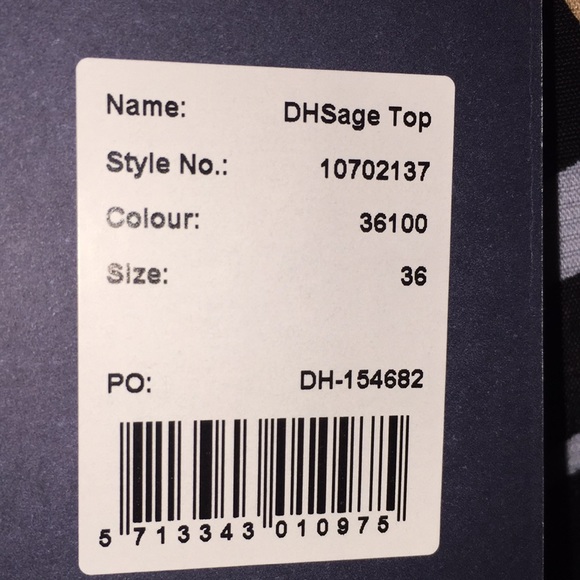 Name: DHSage Top
Style No.: 10702137
Colour: 36100
Size: 36
PO: DH-154682
5 713343 010975